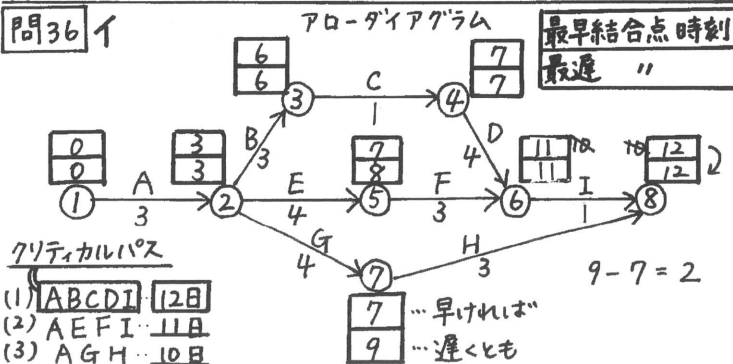 問36 イ
アローダイアグラム
最早結合点時刻
最遅 〃
6
6
③ C ④
1
7
7
0
0
3
3
B
3
7
8
D
4
11
11
12
12
① A ② E ⑤ F ⑥ I ⑧
3 4 3 1
G
4
⑦
H
3
9-7=2
クリティカルパス
(1) ABCDI‥12日
(2) AEFI‥11日
(3) AGH‥10日
7 …早ければ
9 …遅くとも